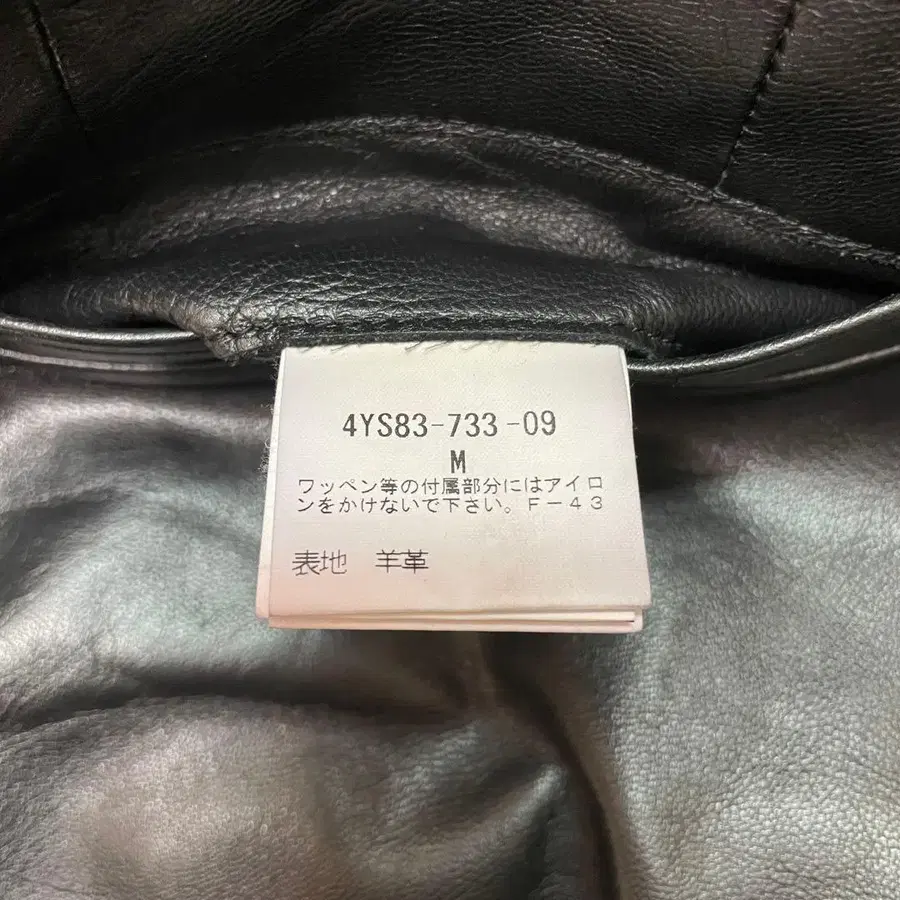 4YS83-733-09
M
ワッペン等の付属部分にはアイロ
ンをかけないで下さい。F－43
表地　羊革